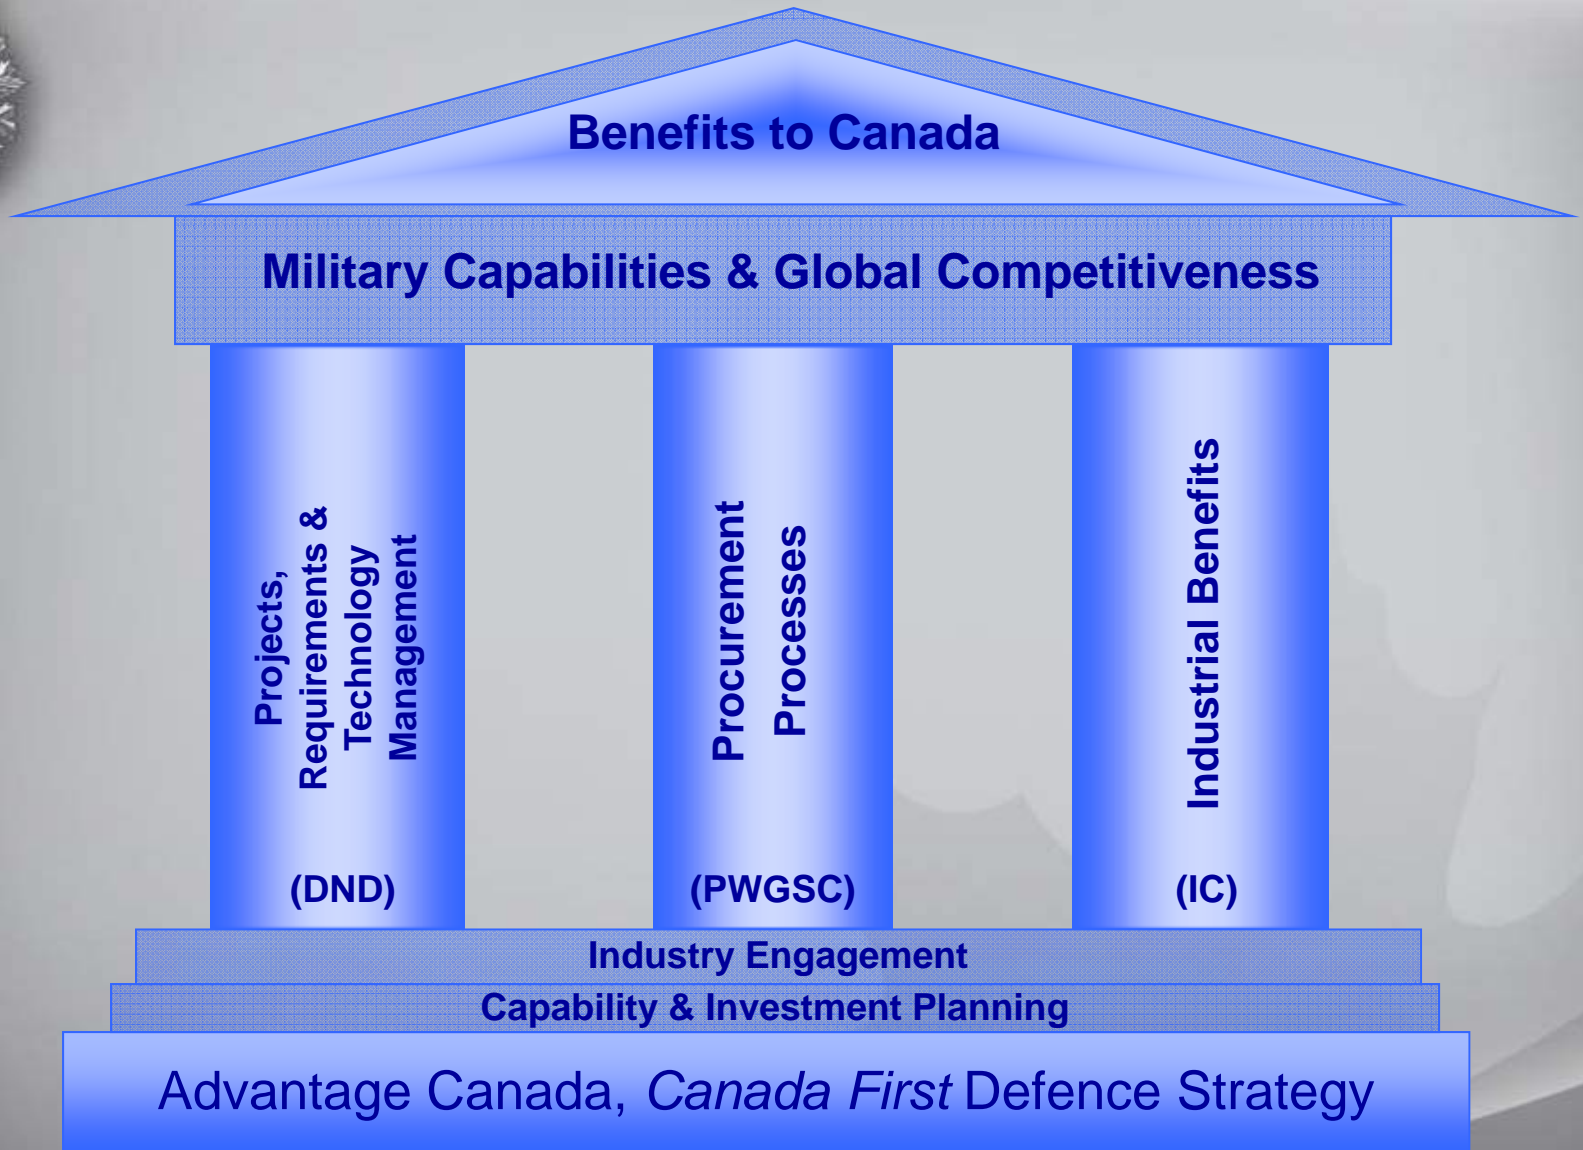 Benefits to Canada
Military Capabilities & Global Competitiveness
Projects,
Requirements &
Technology
Management
(DND)
Procurement
Processes
(PWGSC)
Industrial Benefits
(IC)
Industry Engagement
Capability & Investment Planning
Advantage Canada, Canada First Defence Strategy